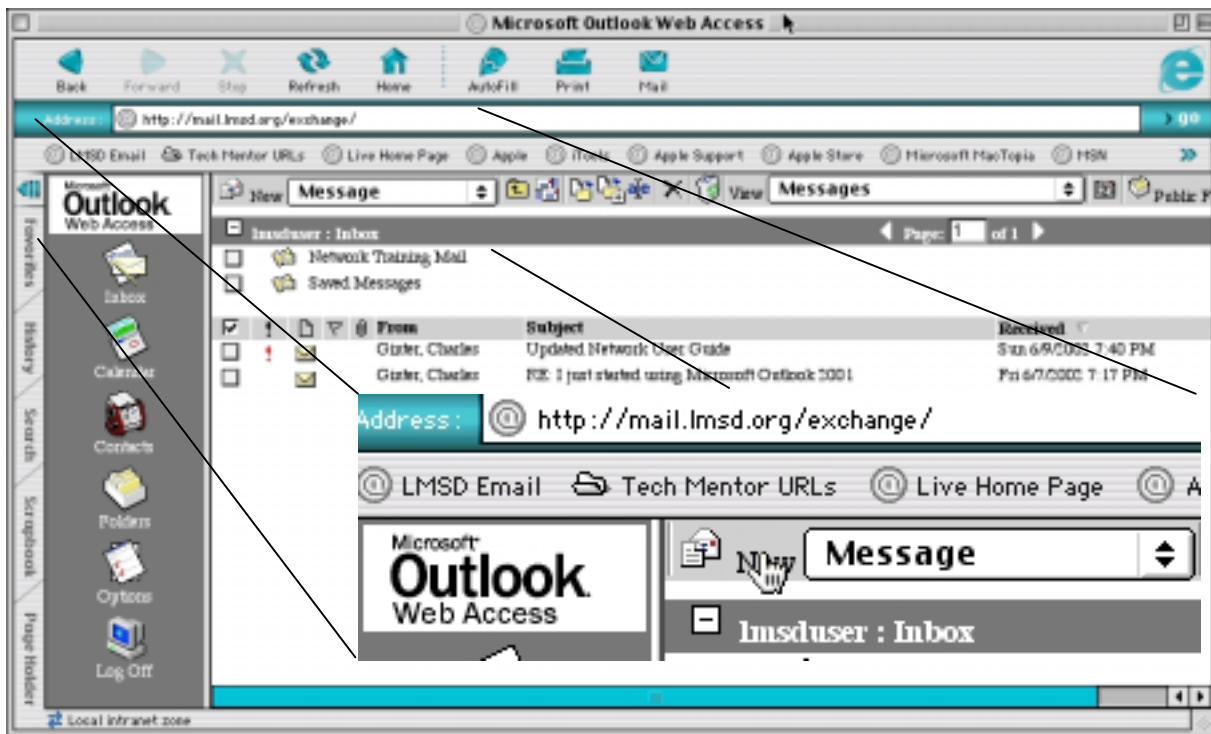 Microsoft Outlook Web Access
Back Forward Stop Refresh Home AutoFill Print Mail
Address: http://mail.lmsd.org/exchange/ go
LMSD Email Tech Mentor URLs Live Home Page Apple iTools Apple Support Apple Store Microsoft MacTopia MSN
Microsoft Outlook Web Access
New Message View Messages Public F
lmsduser : Inbox Page: 1 of 1
Network Training Mail
Saved Messages
From Subject Received
Ginter, Charles Updated Network User Guide Sun 6/9/2002 7:40 PM
Ginter, Charles RE: I just started using Microsoft Outlook 2001 Fri 6/7/2002 7:17 PM
Favorites
History
Search
Scrapbook
Page Holder
Inbox
Calendar
Contacts
Folders
Options
Log Off
Address: http://mail.lmsd.org/exchange/
LMSD Email Tech Mentor URLs Live Home Page A
Microsoft
Outlook
Web Access
New Message
lmsduser : Inbox
Local intranet zone